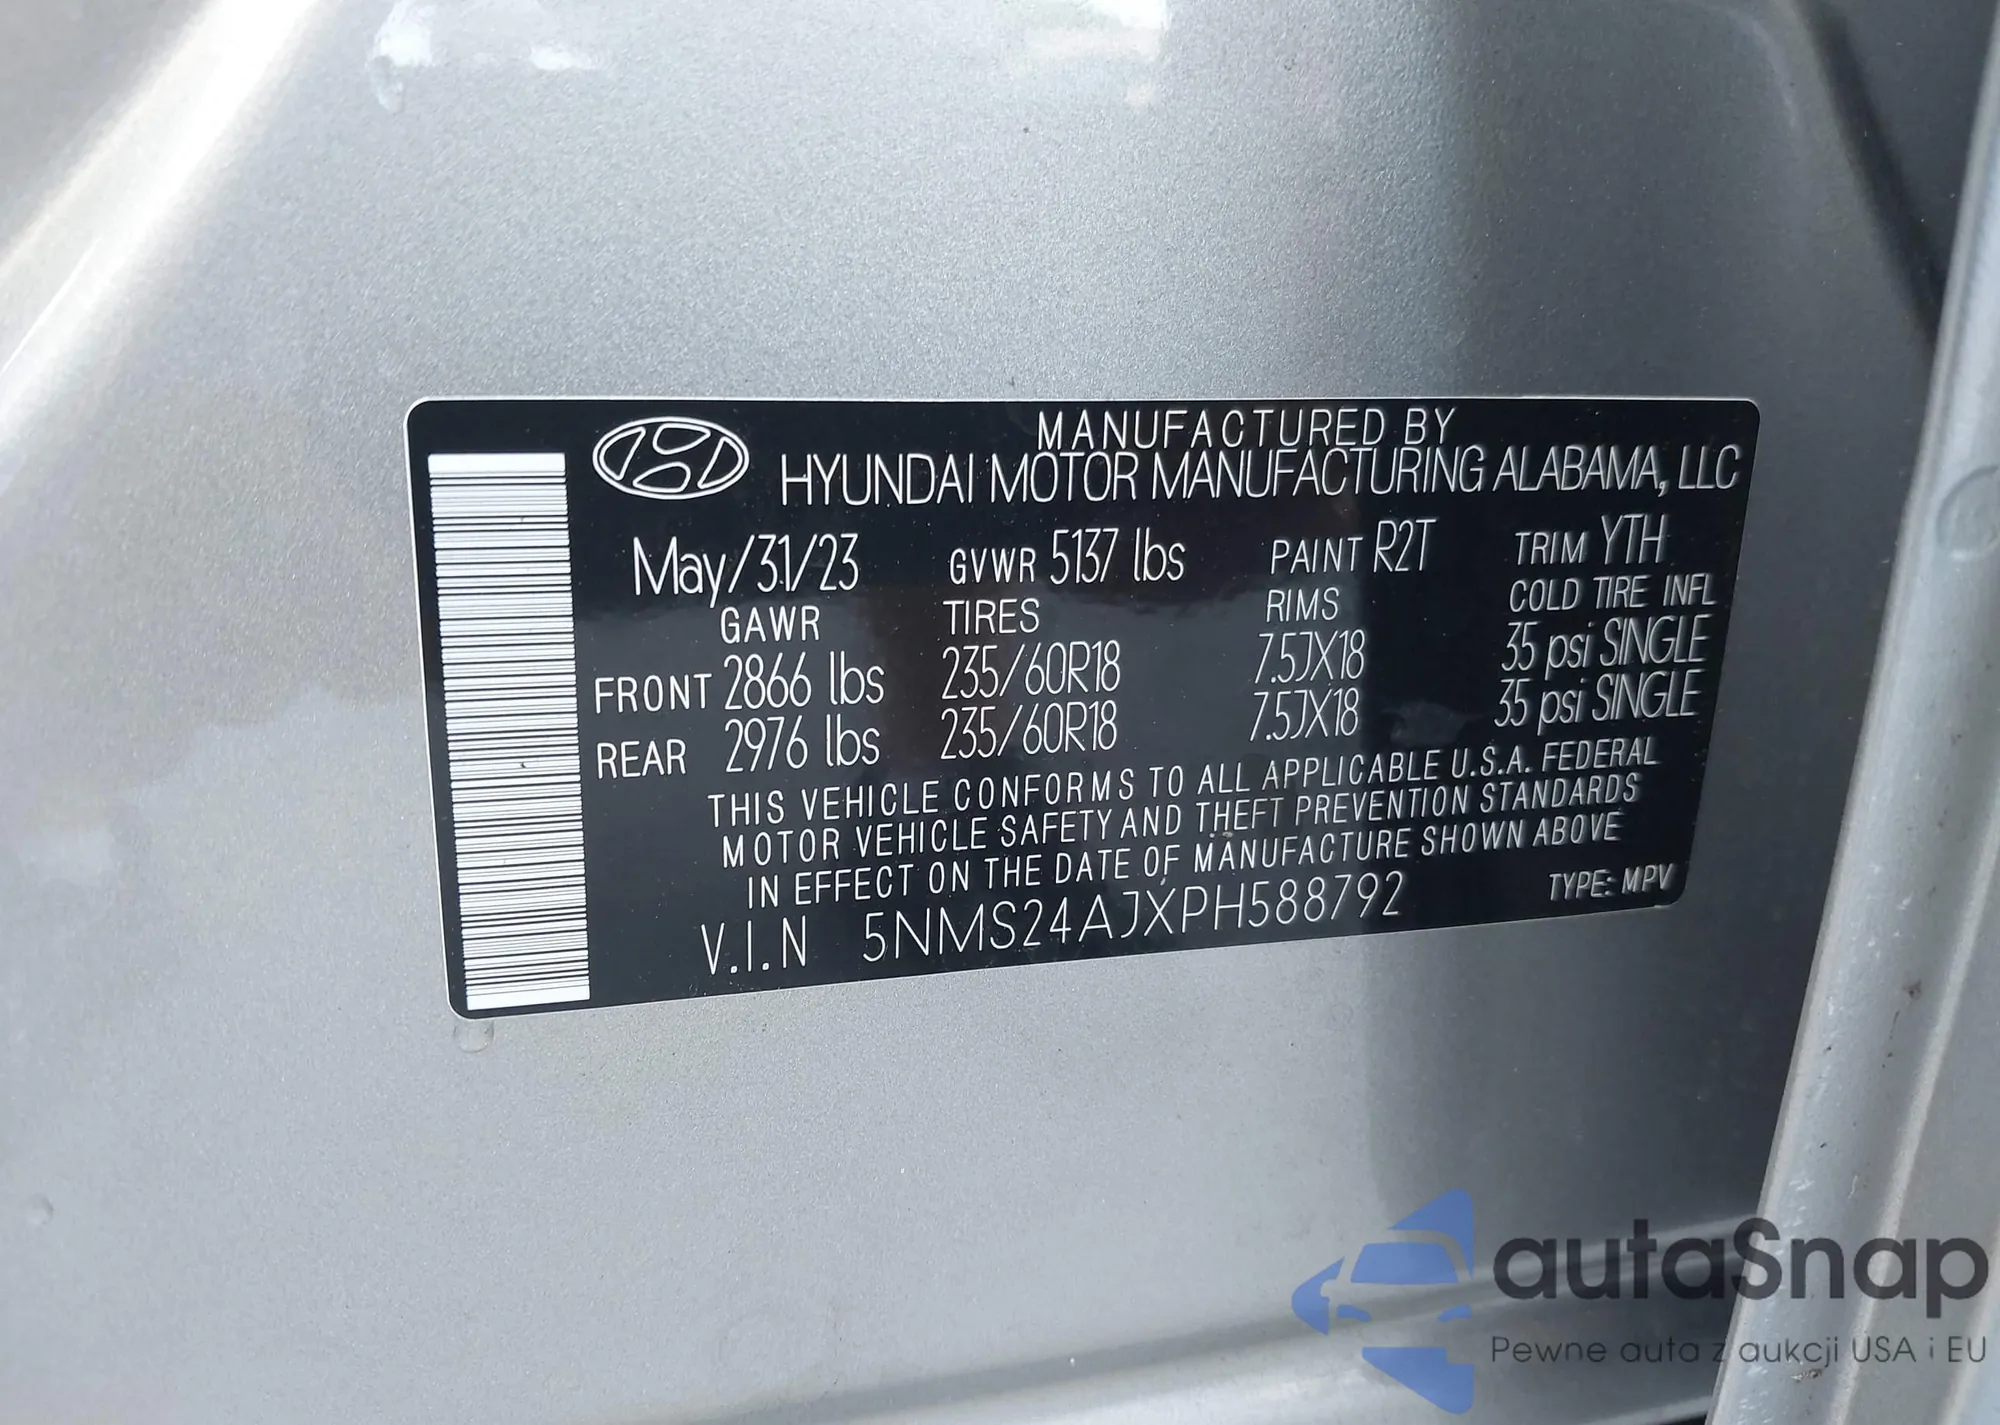 MANUFACTURED BY
HYUNDAI MOTOR MANUFACTURING ALABAMA, LLC
May/31/23 GVWR 5137 lbs PAINT R2T TRIM YTH
GAWR TIRES RIMS COLD TIRE INFL
FRONT 2866 lbs 235/60R18 7.5JX18 35 psi SINGLE
REAR 2976 lbs 235/60R18 7.5JX18 35 psi SINGLE
THIS VEHICLE CONFORMS TO ALL APPLICABLE U.S.A. FEDERAL
MOTOR VEHICLE SAFETY AND THEFT PREVENTION STANDARDS
IN EFFECT ON THE DATE OF MANUFACTURE SHOWN ABOVE
V.I.N 5NMS24AJXPH588792 TYPE: MPV
autaSnap
Pewne auta z aukcji USA i EU